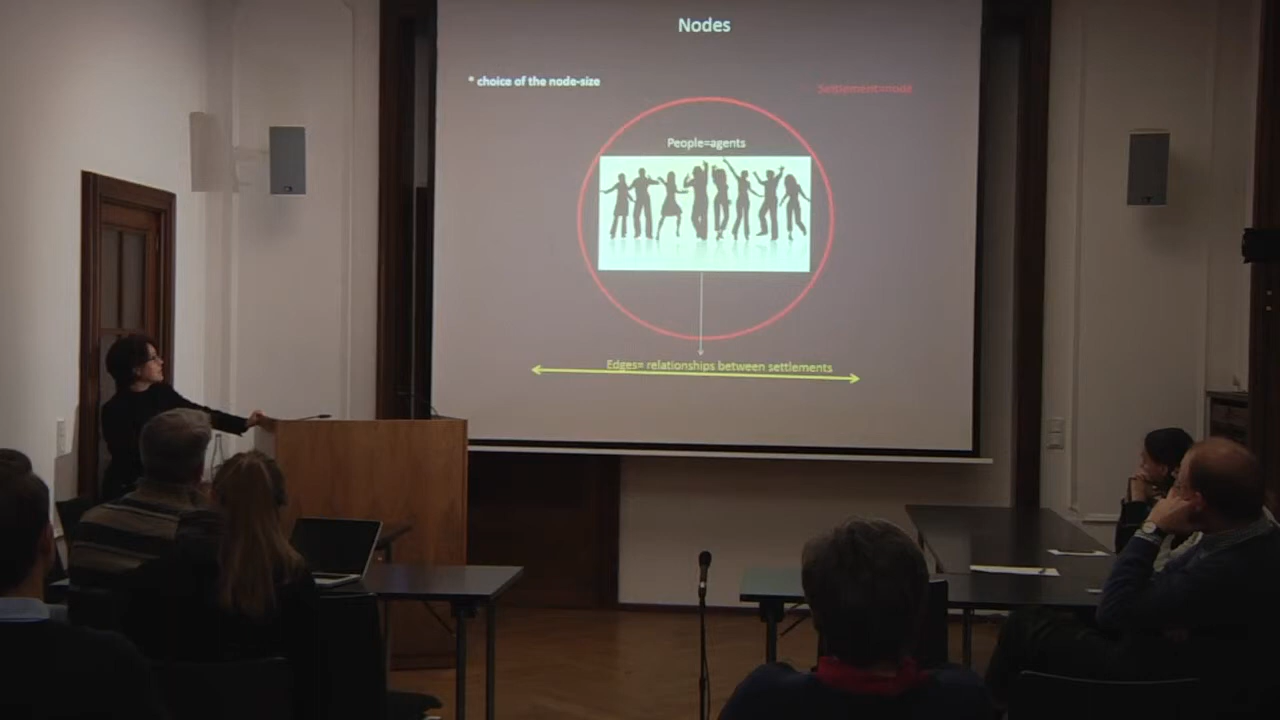 Nodes
* choice of the node-size
Settlement=node
People=agents
Edges= relationships between settlements